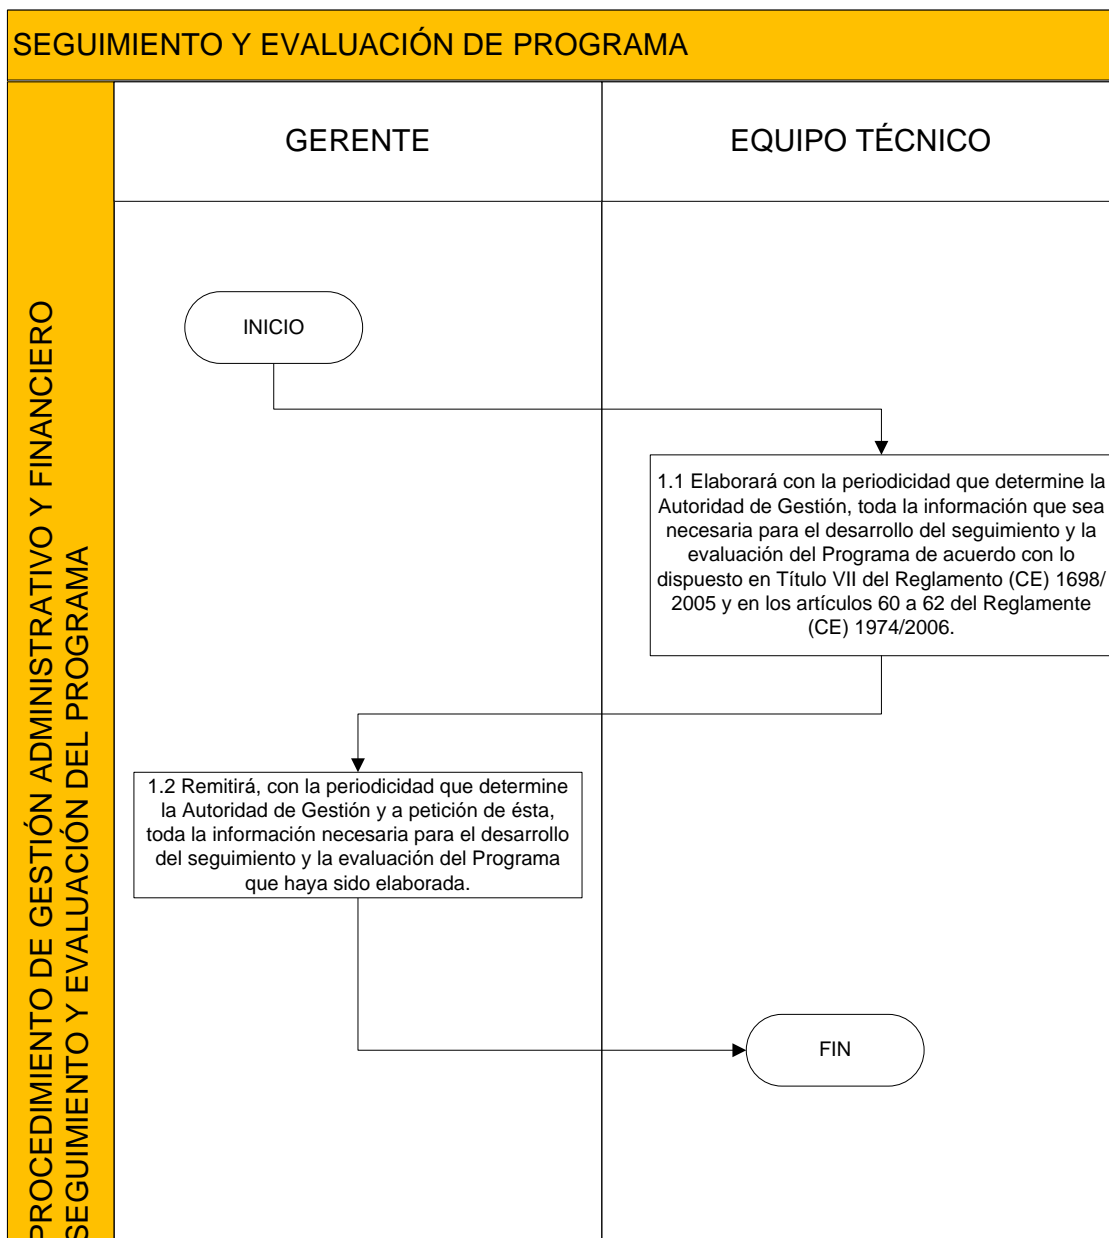 SEGUIMIENTO Y EVALUACIÓN DE PROGRAMA
PROCEDIMIENTO DE GESTIÓN ADMINISTRATIVO Y FINANCIERO
SEGUIMIENTO Y EVALUACIÓN DEL PROGRAMA
GERENTE
EQUIPO TÉCNICO
INICIO
1.1 Elaborará con la periodicidad que determine la
Autoridad de Gestión, toda la información que sea
necesaria para el desarrollo del seguimiento y la
evaluación del Programa de acuerdo con lo
dispuesto en Título VII del Reglamento (CE) 1698/
2005 y en los artículos 60 a 62 del Reglamente
(CE) 1974/2006.
1.2 Remitirá, con la periodicidad que determine
la Autoridad de Gestión y a petición de ésta,
toda la información necesaria para el desarrollo
del seguimiento y la evaluación del Programa
que haya sido elaborada.
FIN